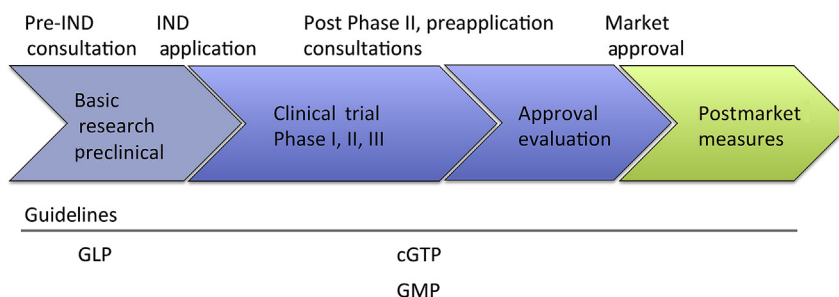 Pre-IND
consultation
IND
application
Post Phase II, preapplication
consultations
Market
approval
Basic
research
preclinical
Clinical trial
Phase I, II, III
Approval
evaluation
Postmarket
measures
Guidelines
GLP
cGTP
GMP